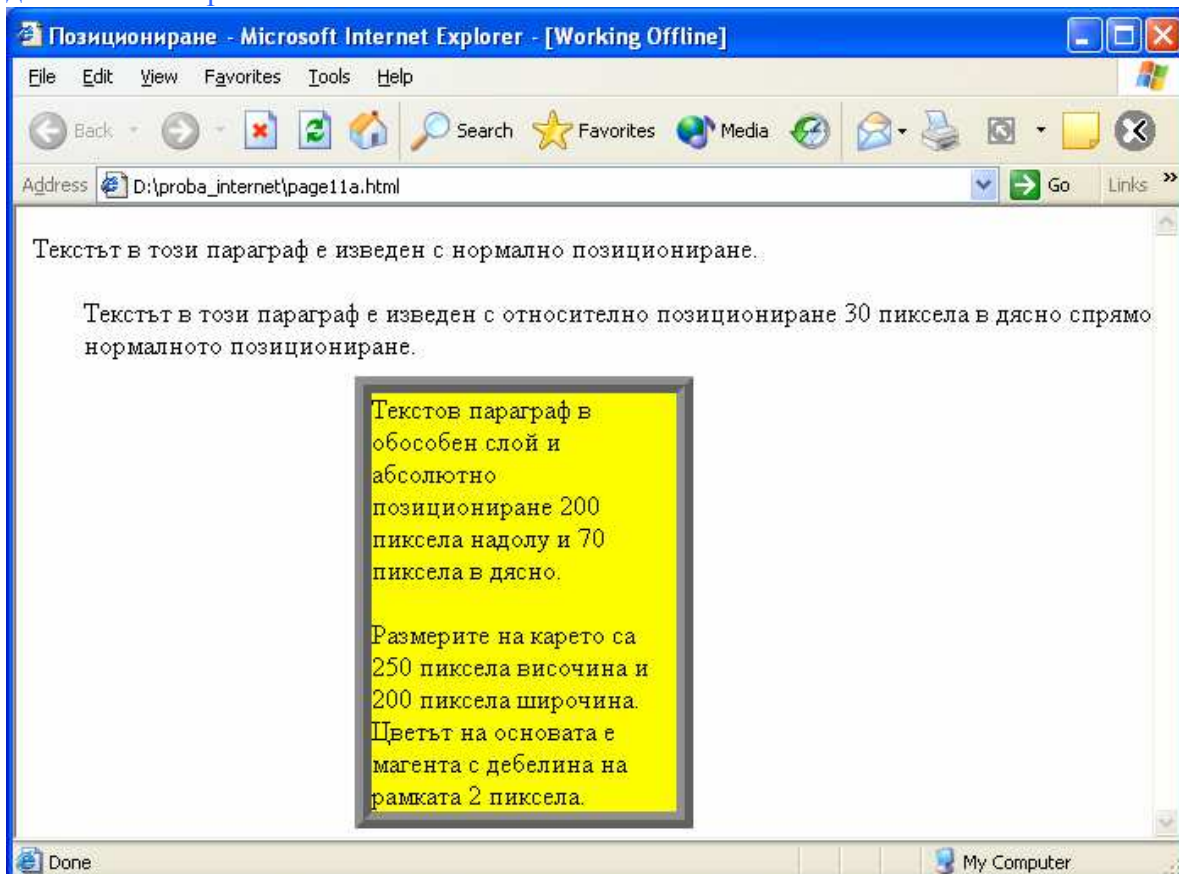 Позициониране - Microsoft Internet Explorer - [Working Offline]
File Edit View Favorites Tools Help
Back Search Favorites Media
Address D:\proba_internet\page11a.html Go Links »
Текстът в този параграф е изведен с нормално позициониране.
Текстът в този параграф е изведен с относително позициониране 30 пиксела в дясно спрямо
нормалното позициониране.
Текстов параграф в
обособен слой и
абсолютно
позициониране 200
пиксела надолу и 70
пиксела в дясно.
Размерите на карето са
250 пиксела височина и
200 пиксела широчина.
Цветът на основата е
магента с дебелина на
рамката 2 пиксела.
Done My Computer